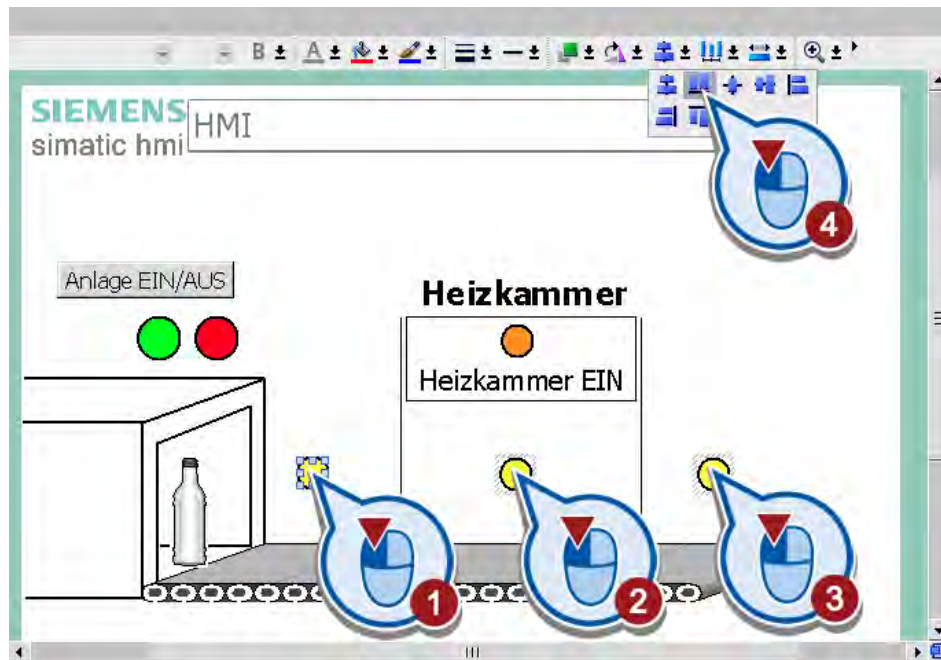 B A
SIEMENS
simatic hmi
HMI
4
Anlage EIN/AUS
Heizkammer
Heizkammer EIN
1
2
3